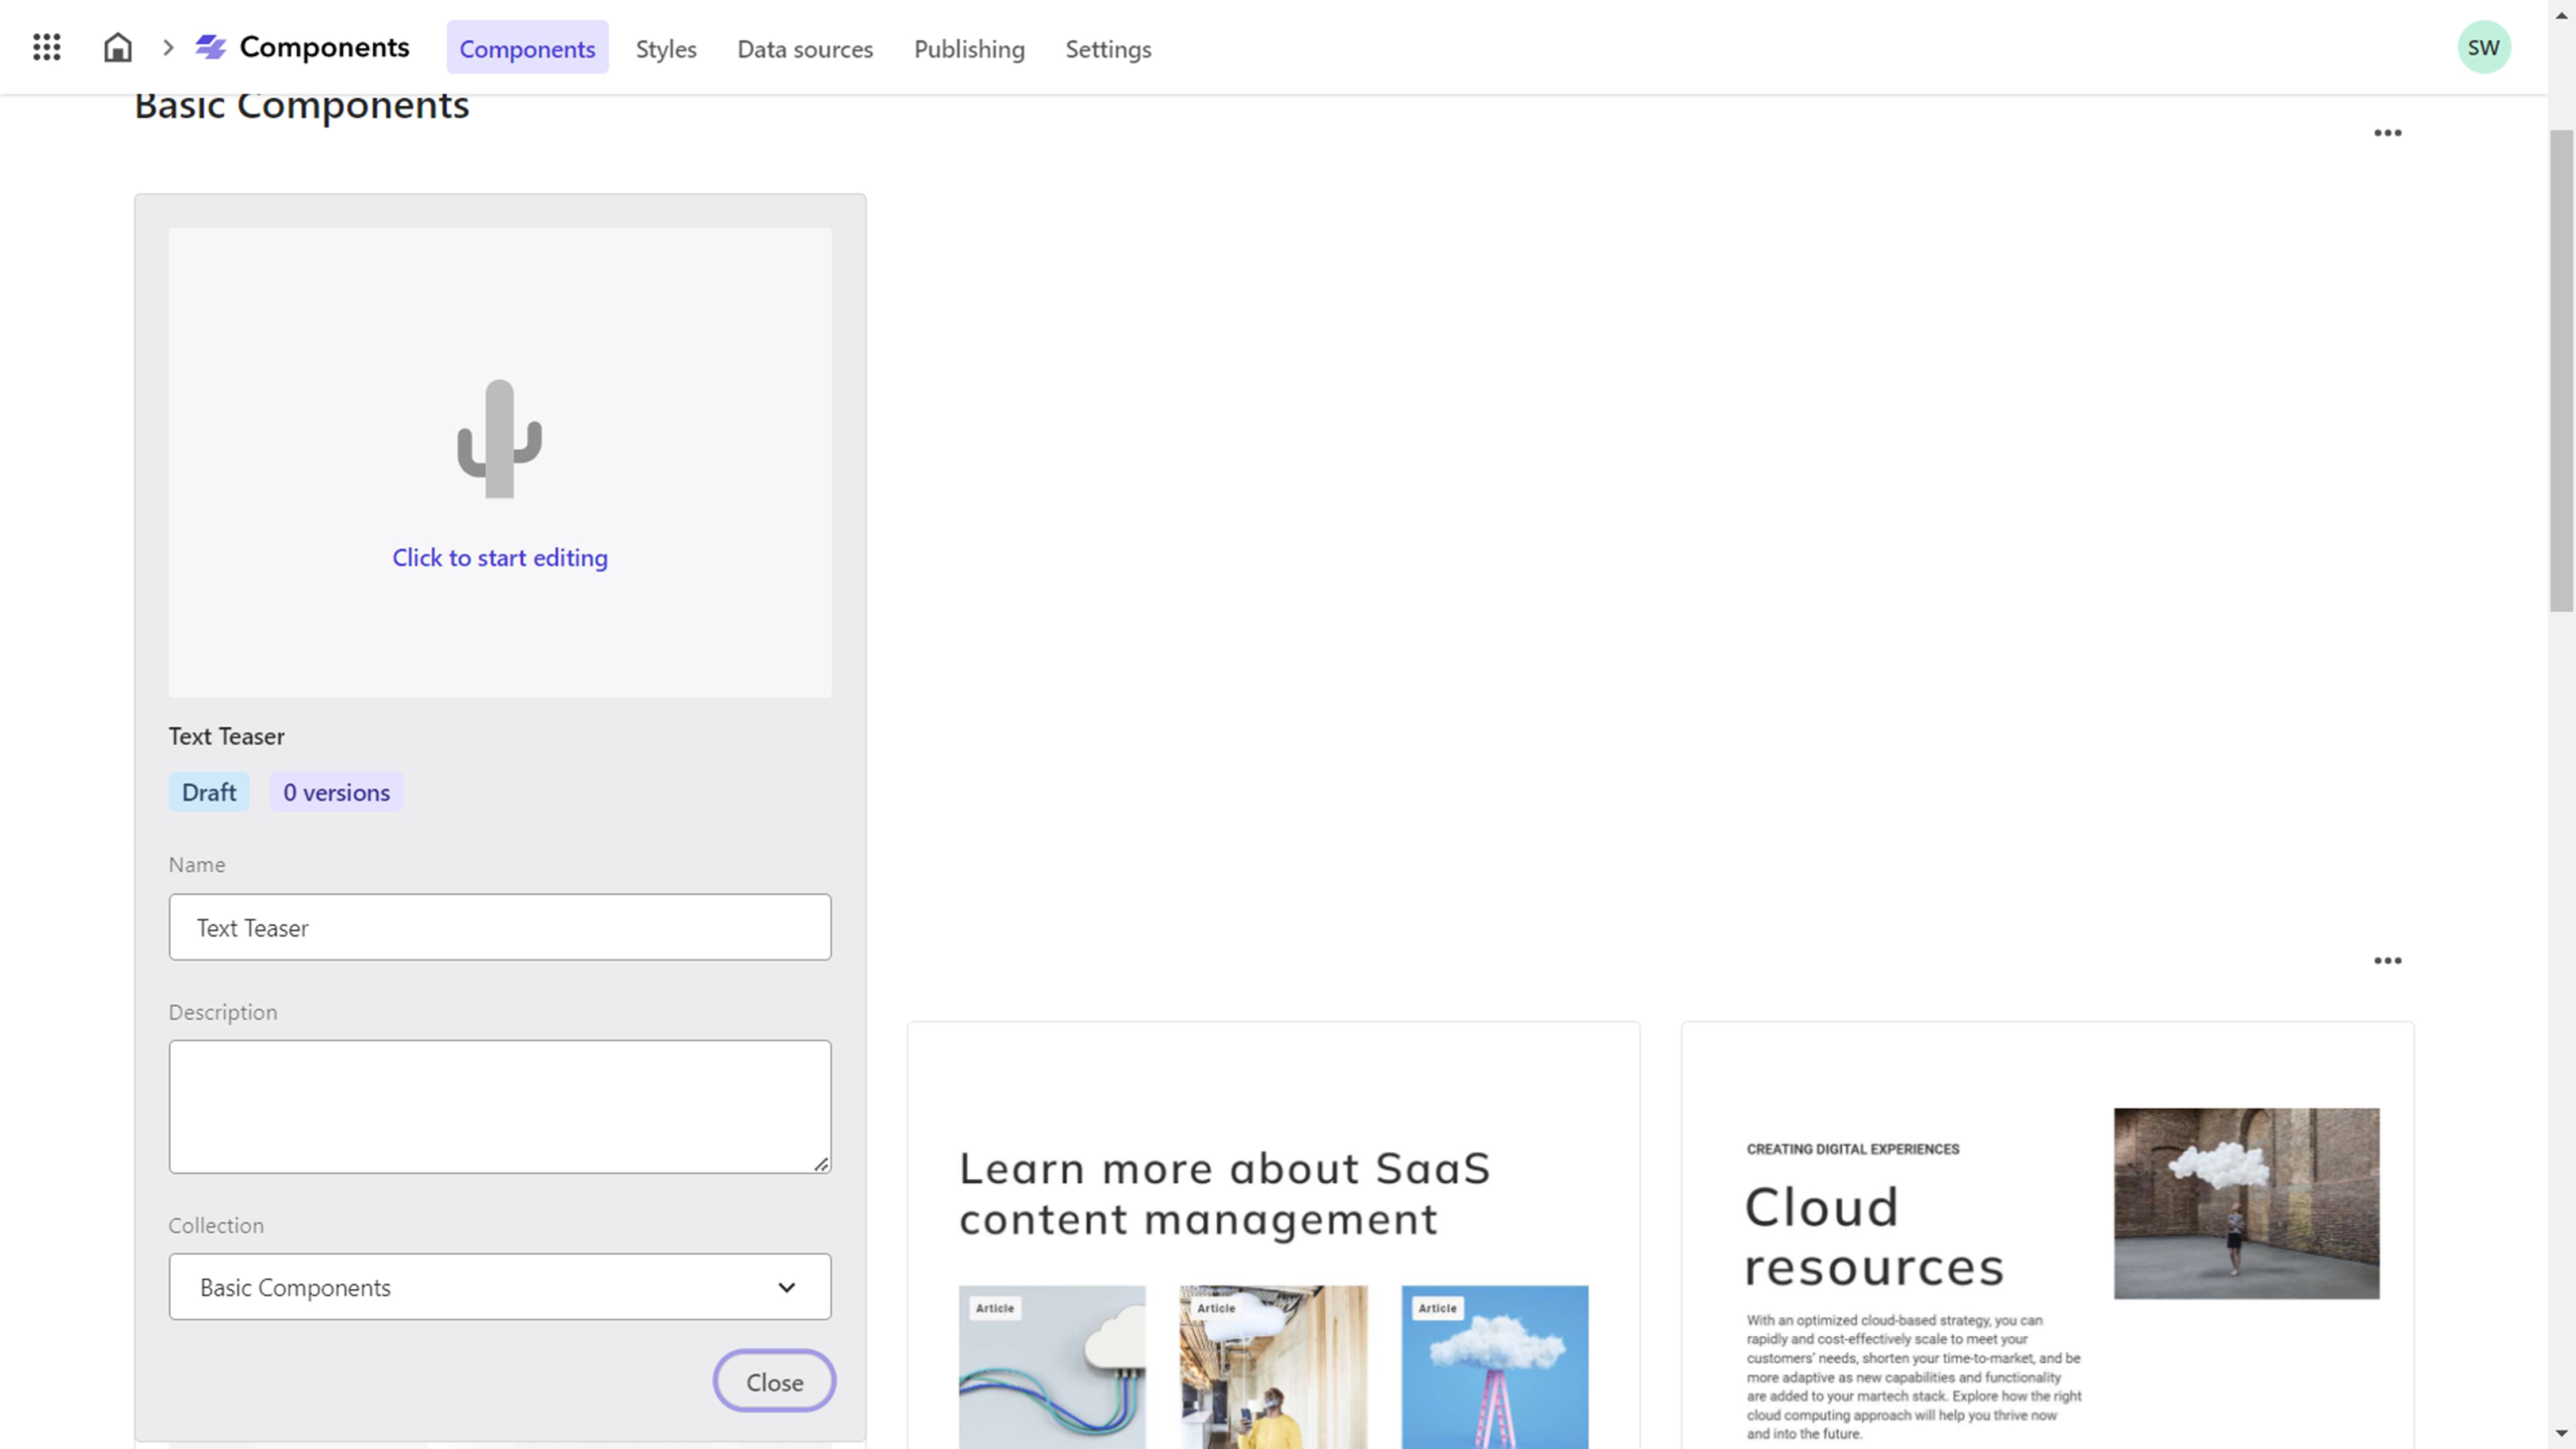 Components
Components
Styles
Data sources
Publishing
Settings
SW
Basic Components
Click to start editing
Text Teaser
Draft
0 versions
Name
Text Teaser
Description
Collection
Basic Components
Close
Learn more about SaaS
content management
Article
Article
Article
CREATING DIGITAL EXPERIENCES
Cloud
resources
With an optimized cloud-based strategy, you can
rapidly and cost-effectively scale to meet your
customers' needs, shorten your time-to-market, and be
more adaptive as new capabilities and functionality
are added to your martech stack. Explore how the right
cloud computing approach will help you thrive now
and into the future.